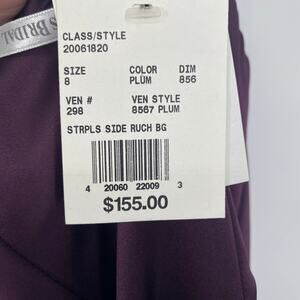 S BRIDAL
CLASS/STYLE
20061820
SIZE COLOR DIM
8 PLUM 856
VEN # VEN STYLE
298 8567 PLUM
STRPLS SIDE RUCH BG
4 20060 22009 3
$155.00